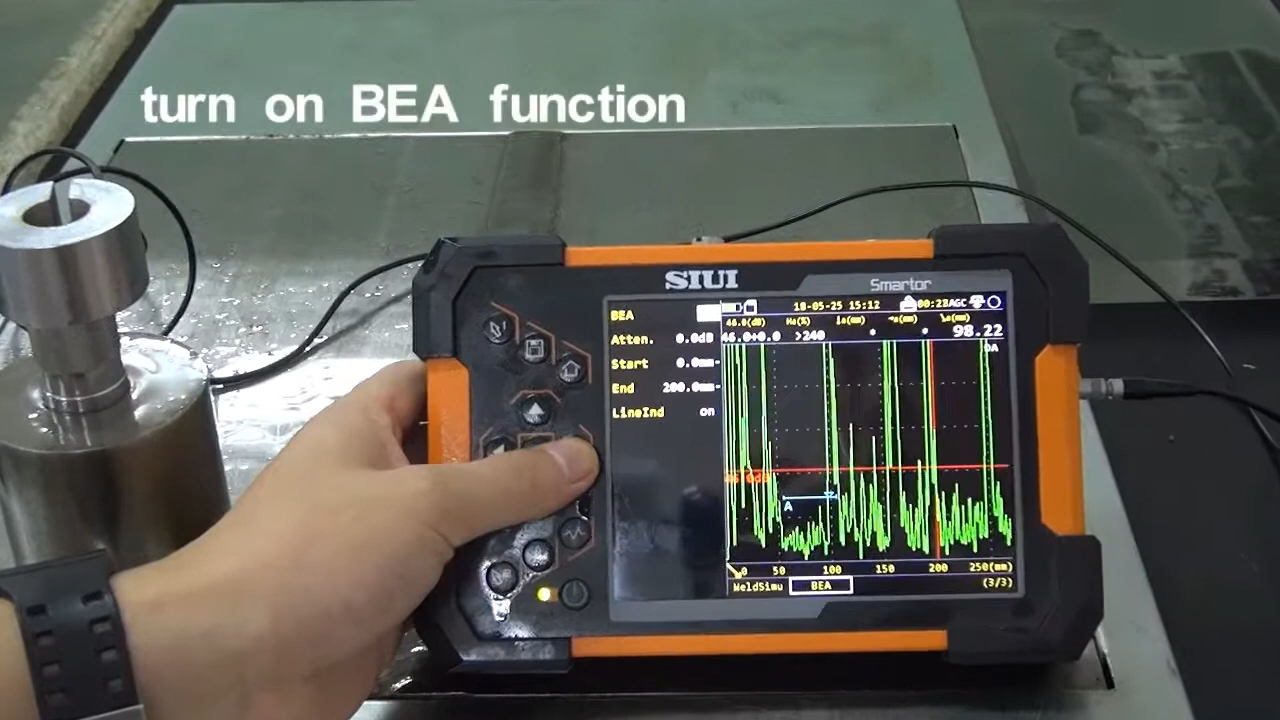 turn on BEA function
SIUI
Smartor
BEA
Atten. 0.0dB
Start 0.0mm
End 200.0mm
LineInd on
18-05-25 15:12
00:23 AGC
46.0(dB) Ha(%)
46.0+0.0 >240 * * 98.22
A
0 50 100 150 200 250(mm)
WeldSimu BEA (3/3)